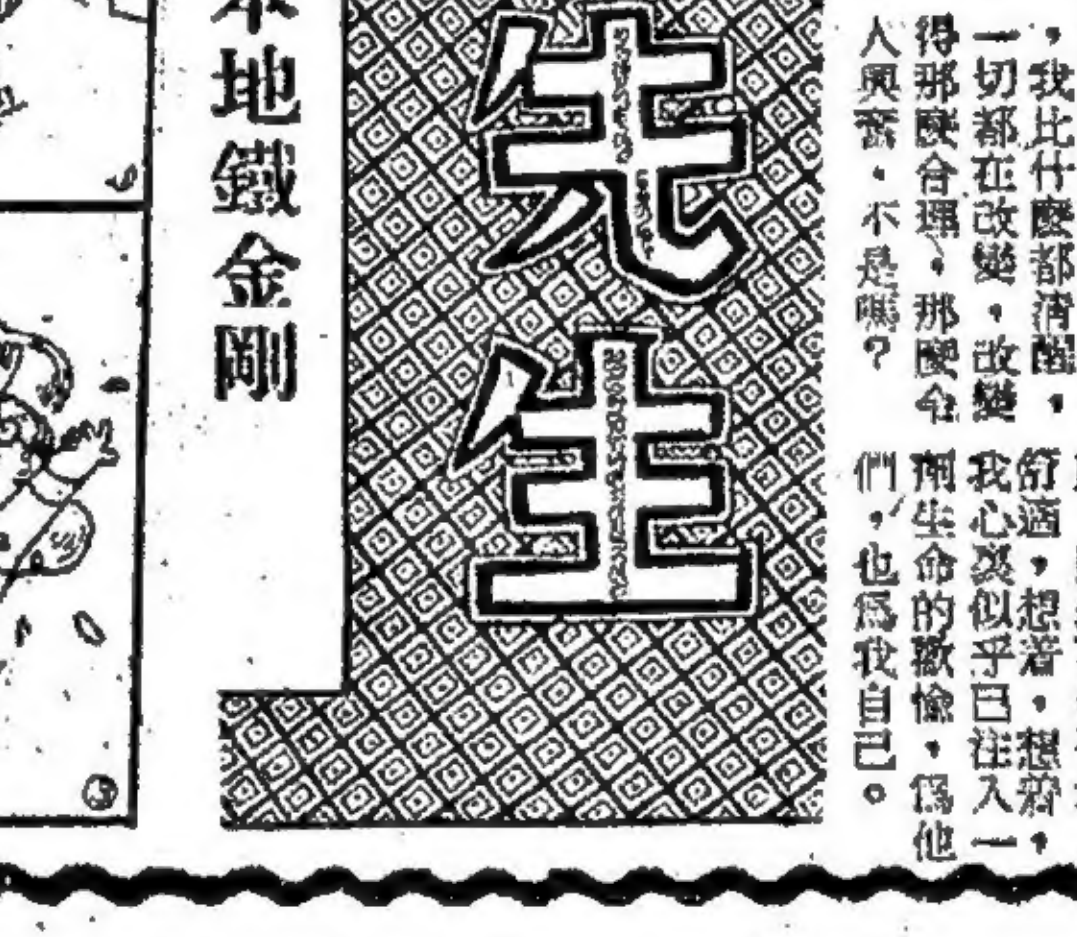 ，我比什麼都清醒，
一切都在改變，改變
得那麼合理，那麼令
人興奮，不是嗎？
舒適，想着，想着，
我心裏似乎已注入一
劑生命的歡愉，爲他
們，也爲我自己。
先生
本地鐵金剛